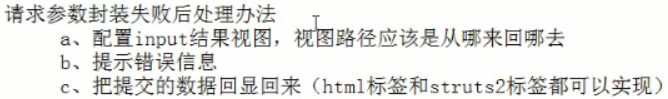 请求参数封装失败后处理办法
a、配置input结果视图，视图路径应该是从哪来回哪去
b、提示错误信息
c、把提交的数据回显回来（html标签和struts2标签都可以实现）